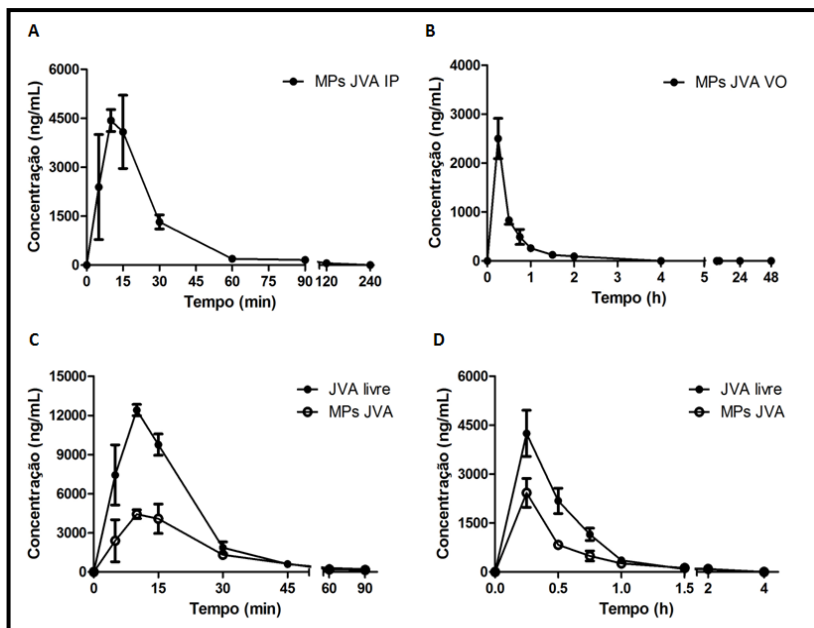 A
MPs JVA IP
Concentração (ng/mL)
6000
4500
3000
1500
0
0 15 30 45 60 75 90 120 240
Tempo (min)
B
MPs JVA VO
Concentração (ng/mL)
4000
3000
2000
1000
0
0 1 2 3 4 5 24 48
Tempo (h)
C
JVA livre
MPs JVA
Concentração (ng/mL)
15000
12000
9000
6000
3000
0
0 15 30 45 60 90
Tempo (min)
D
JVA livre
MPs JVA
Concentração (ng/mL)
6000
4500
3000
1500
0
0.0 0.5 1.0 1.5 2 4
Tempo (h)